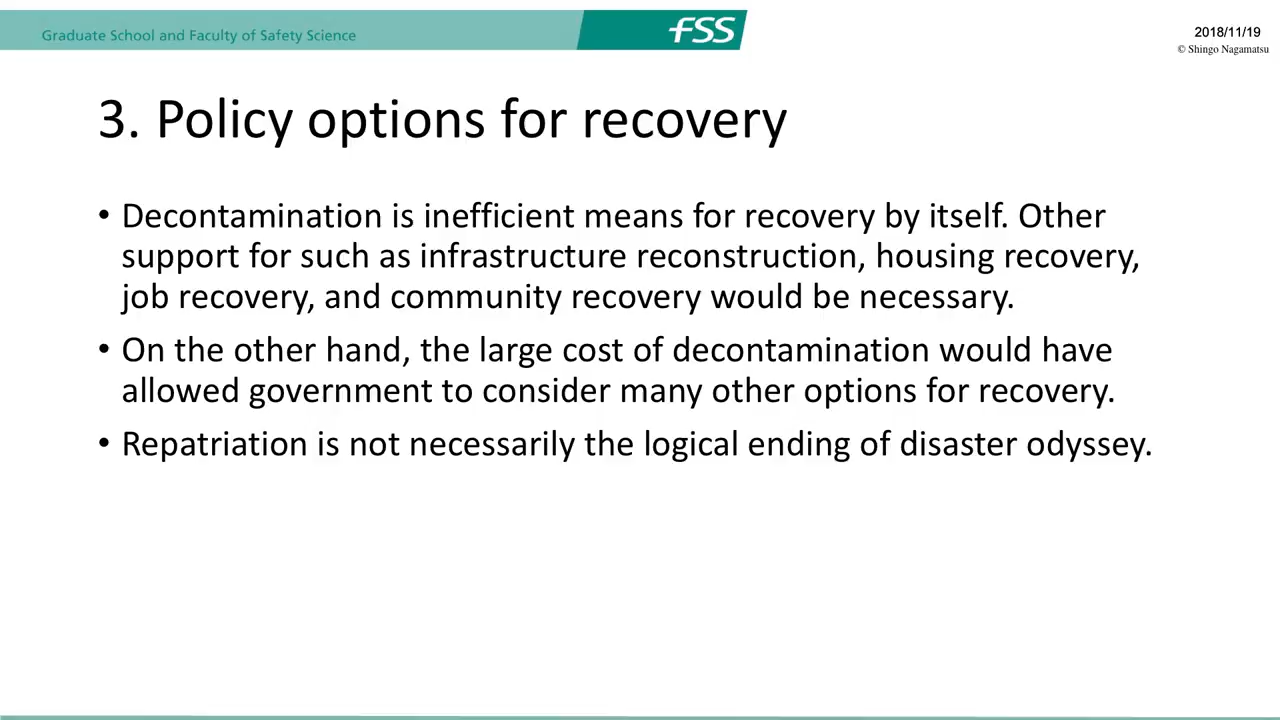 Graduate School and Faculty of Safety Science
FSS
2018/11/19
© Shingo Nagamatsu
3. Policy options for recovery
• Decontamination is inefficient means for recovery by itself. Other
support for such as infrastructure reconstruction, housing recovery,
job recovery, and community recovery would be necessary.
• On the other hand, the large cost of decontamination would have
allowed government to consider many other options for recovery.
• Repatriation is not necessarily the logical ending of disaster odyssey.